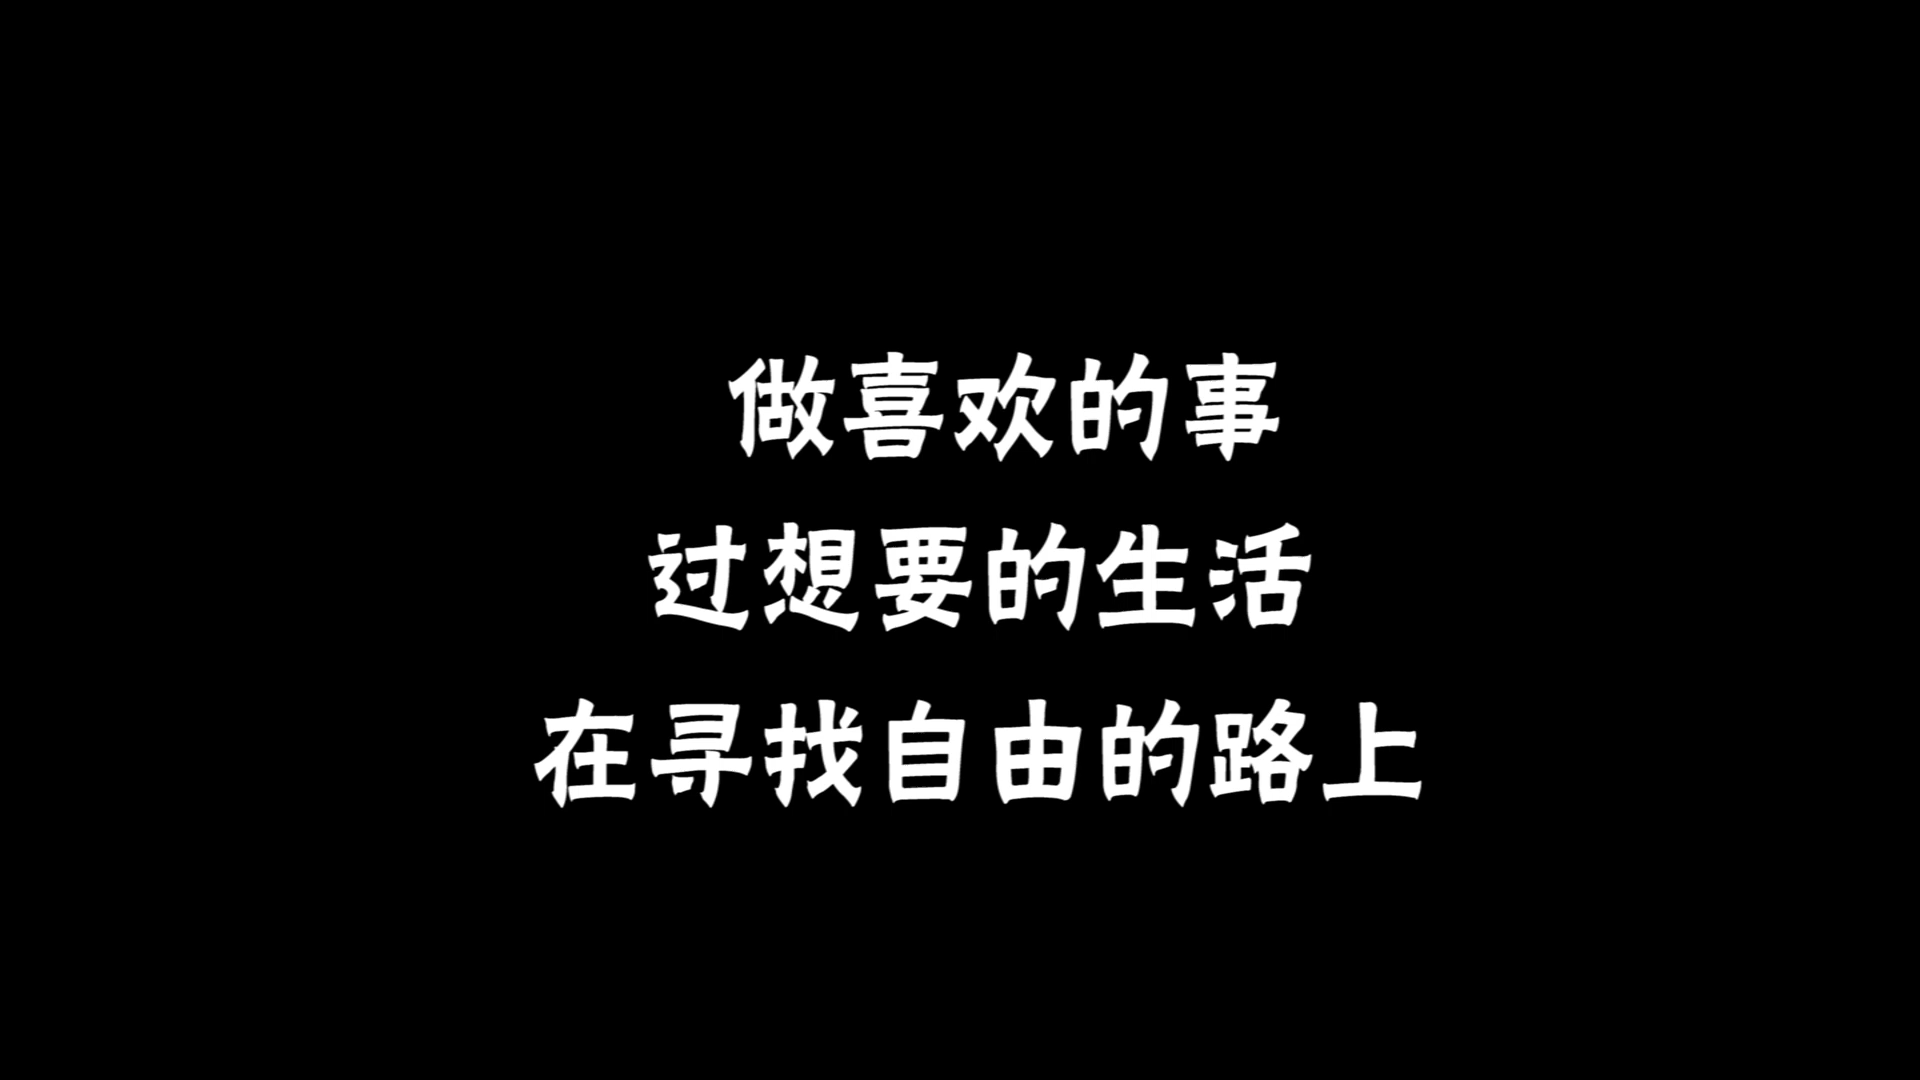 做喜欢的事
过想要的生活
在寻找自由的路上